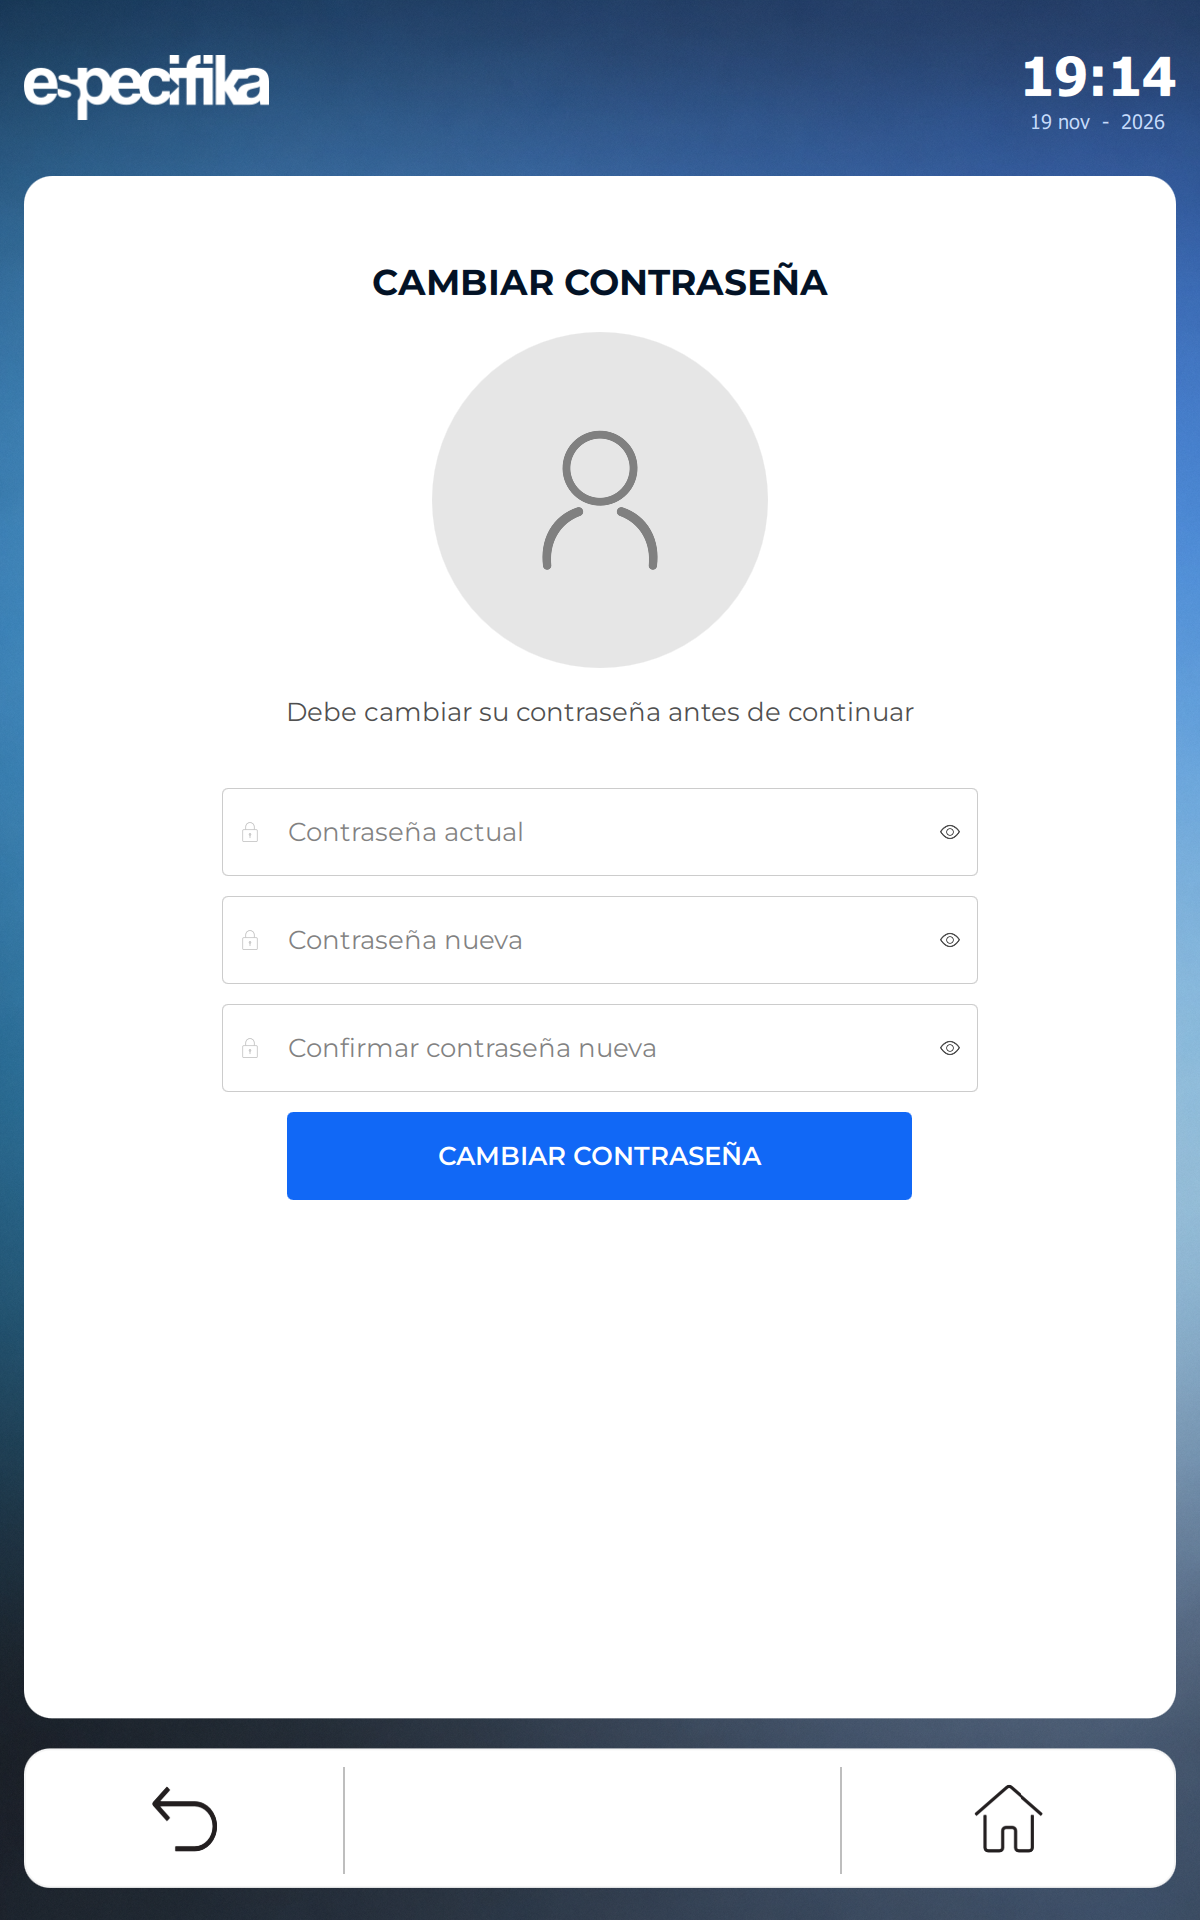 especifika
19:14
19 nov - 2026
CAMBIAR CONTRASEÑA
Debe cambiar su contraseña antes de continuar
Contraseña actual
Contraseña nueva
Confirmar contraseña nueva
CAMBIAR CONTRASEÑA